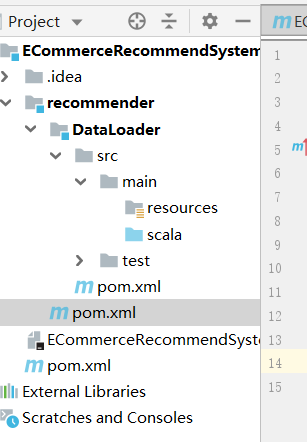 Project
ECommerceRecommendSystem
.idea
recommender
DataLoader
src
main
resources
scala
test
pom.xml
pom.xml
ECommerceRecommendSyste
pom.xml
External Libraries
Scratches and Consoles
m EC
1
2
3
4
5 m
6
7
8
9
10
11
12
13
14
15